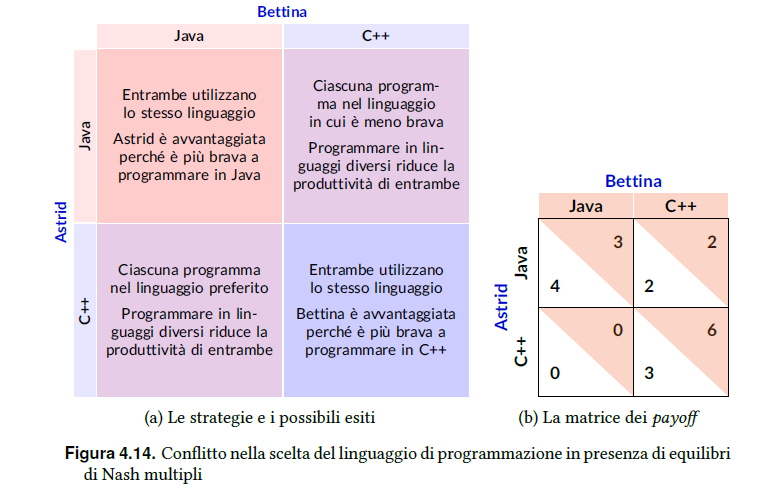 Bettina
Java
C++
Astrid
Java
Entrambe utilizzano
lo stesso linguaggio
Astrid è avvantaggiata
perché è più brava a
programmare in Java
Ciascuna program-
ma nel linguaggio
in cui è meno brava
Programmare in lin-
guaggi diversi riduce la
produttività di entrambe
C++
Ciascuna programma
nel linguaggio preferito
Programmare in lin-
guaggi diversi riduce la
produttività di entrambe
Entrambe utilizzano
lo stesso linguaggio
Bettina è avvantaggiata
perché è più brava a
programmare in C++
(a) Le strategie e i possibili esiti
Bettina
Java
C++
Astrid
Java
3
4
2
2
C++
0
0
6
3
(b) La matrice dei payoff
Figura 4.14. Conflitto nella scelta del linguaggio di programmazione in presenza di equilibri
di Nash multipli